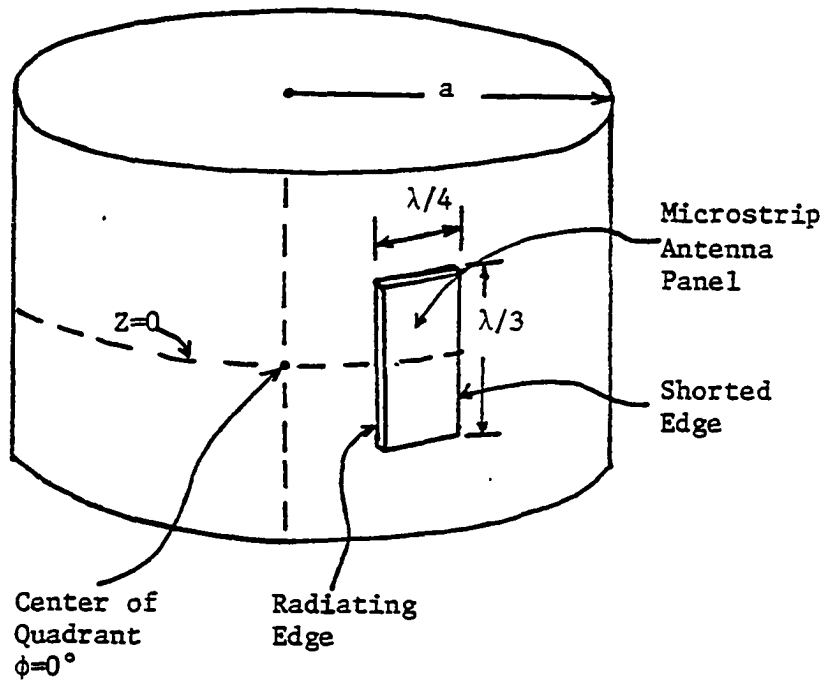 a
λ/4
Microstrip
Antenna
Panel
Z=0
λ/3
Shorted
Edge
Center of
Quadrant
ϕ=0°
Radiating
Edge